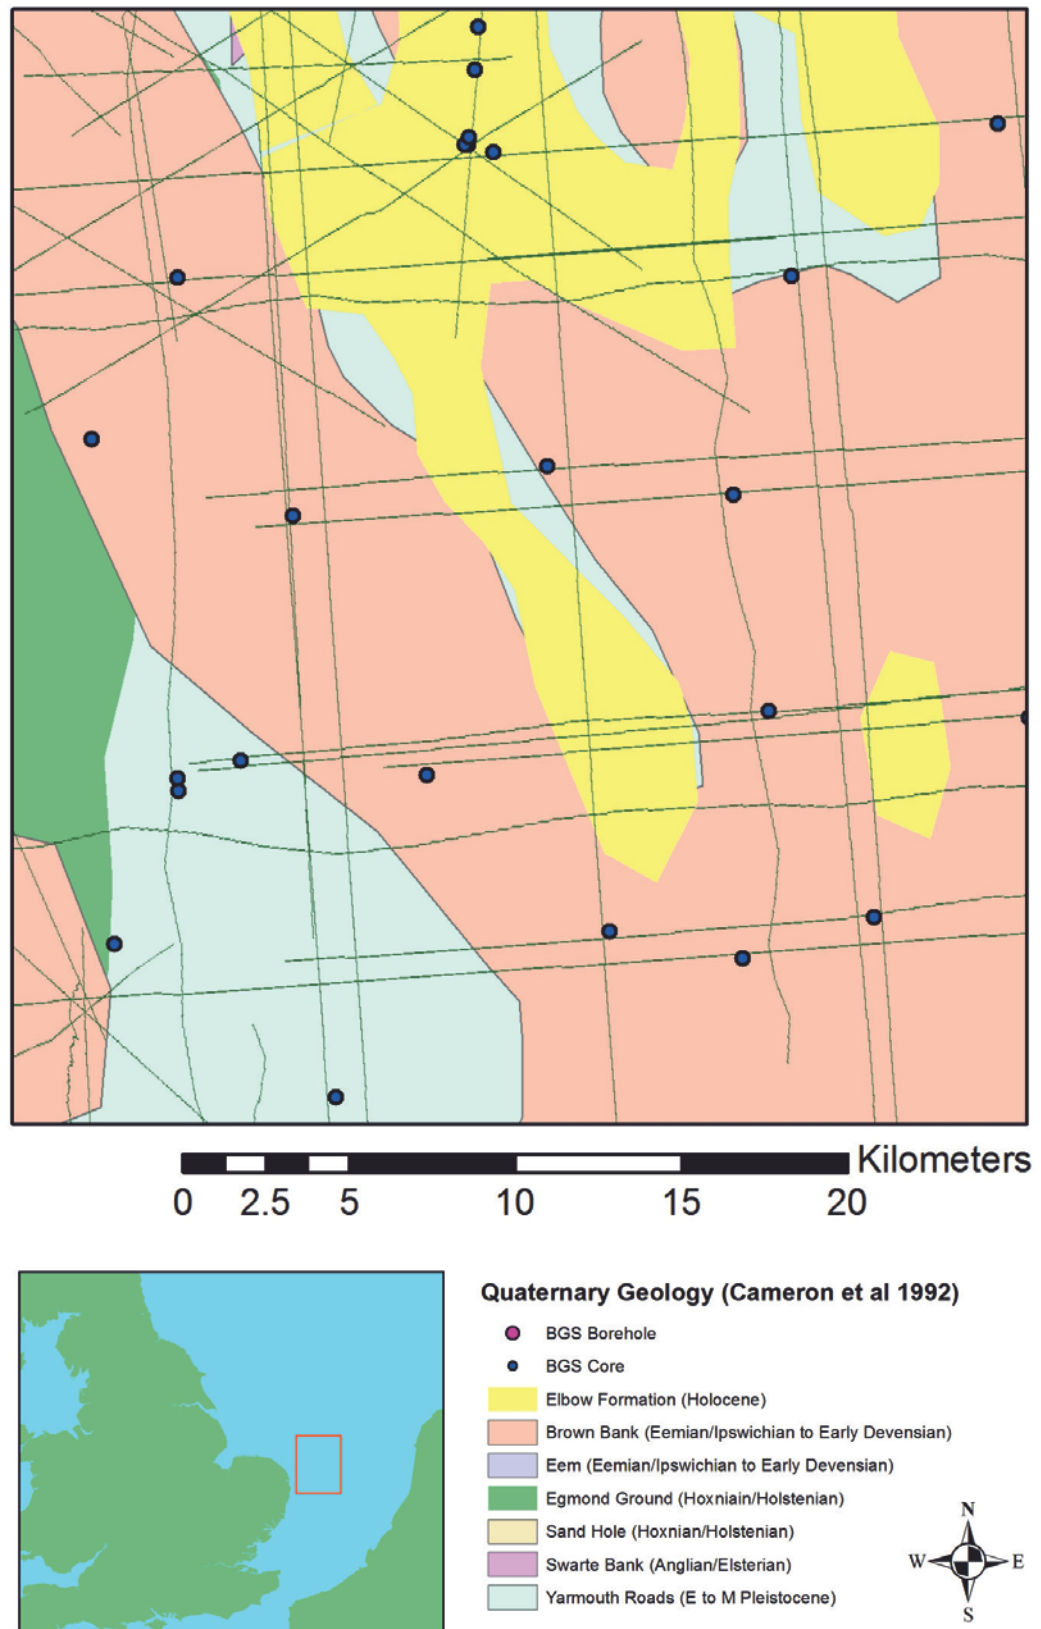 Kilometers
0 2.5 5 10 15 20
Quaternary Geology (Cameron et al 1992)
BGS Borehole
BGS Core
Elbow Formation (Holocene)
Brown Bank (Eemian/Ipswichian to Early Devensian)
Eem (Eemian/Ipswichian to Early Devensian)
Egmond Ground (Hoxniain/Holstenian)
Sand Hole (Hoxnian/Holstenian)
Swarte Bank (Anglian/Elsterian)
Yarmouth Roads (E to M Pleistocene)
N
W E
S